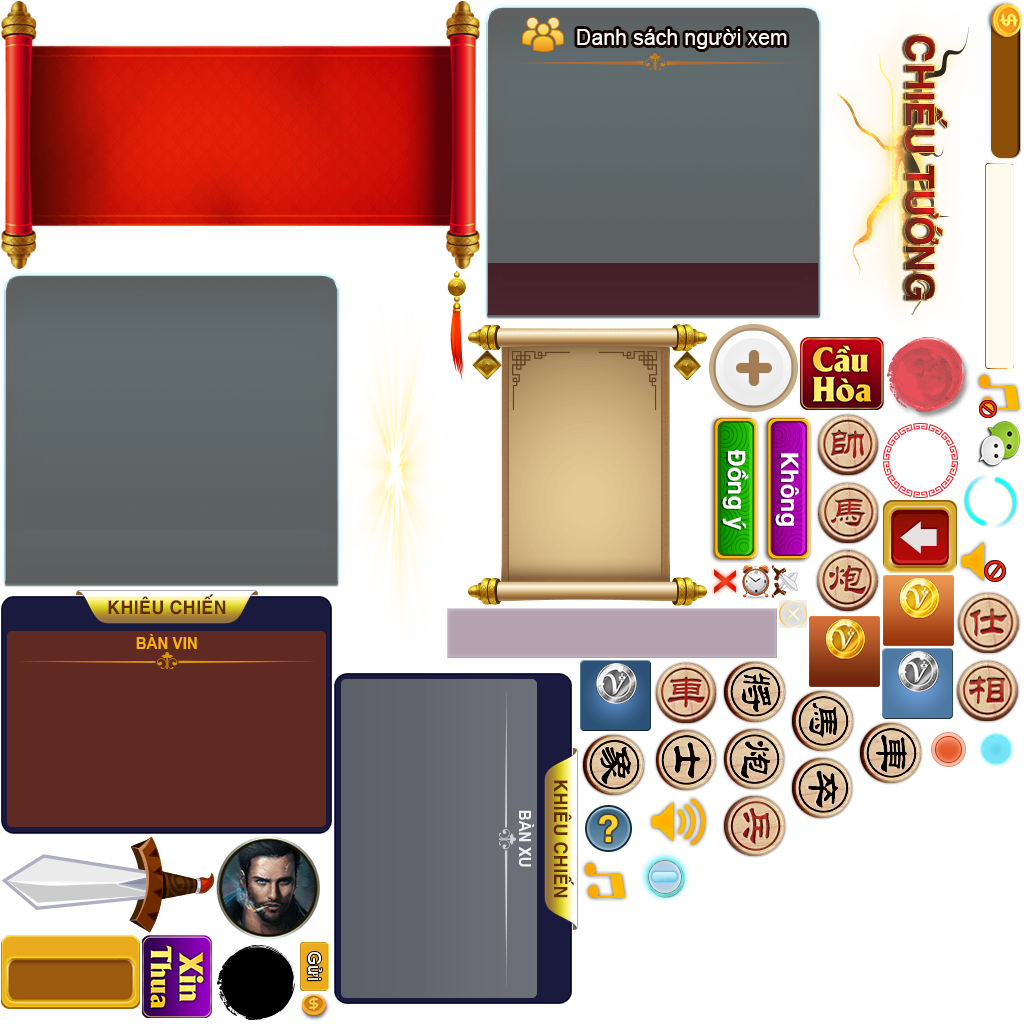 Danh sách người xem
CHIẾU TƯỚNG
Cầu
Hòa
Đồng ý
Không
帥
馬
炮
仕
相
KHIÊU CHIẾN
BÀN VIN
車
將
馬
車
象
士
炮
卒
兵
?
KHIÊU CHIẾN
BÀN XU
Xin
Thua
Gửi
$
V
V
V
V